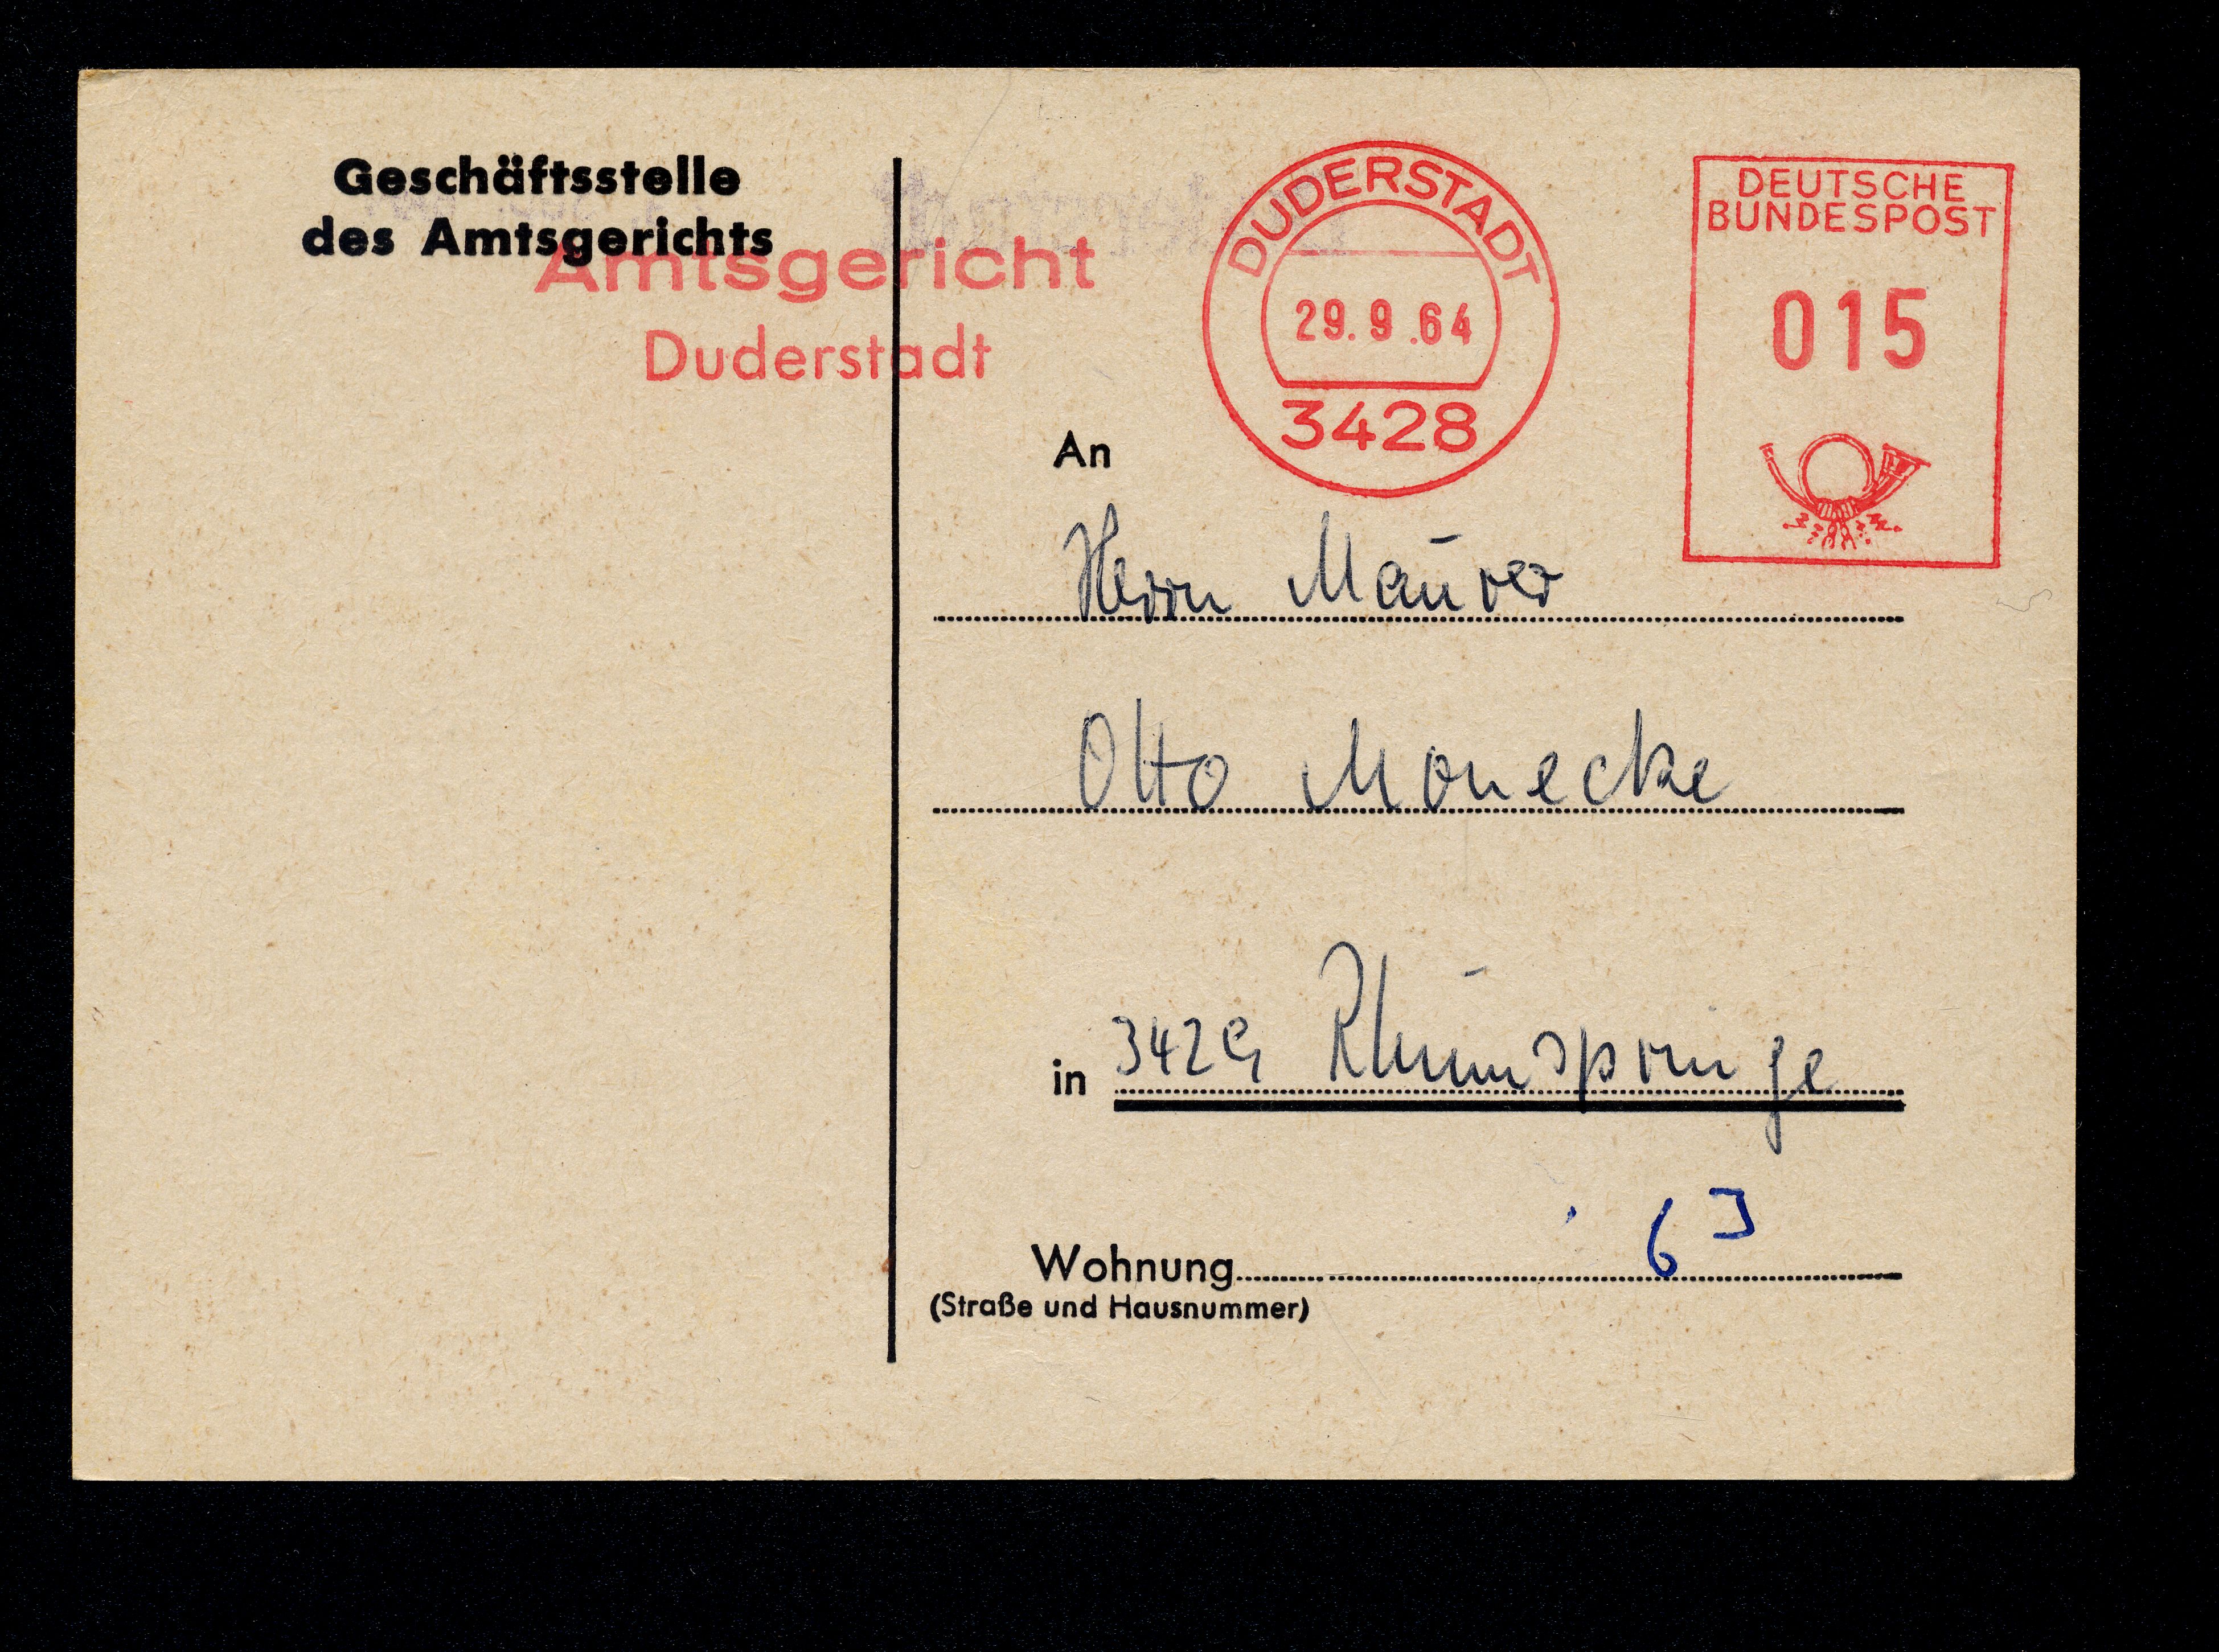 Geschäftsstelle
des Amtsgerichts
Amtsgericht
Duderstadt
DUDERSTADT
29.9.64
3428
DEUTSCHE
BUNDESPOST
015
An
Herrn Maurer
Otto Monecke
in 3429 Rhumspringe
Wohnung
(Straße und Hausnummer)